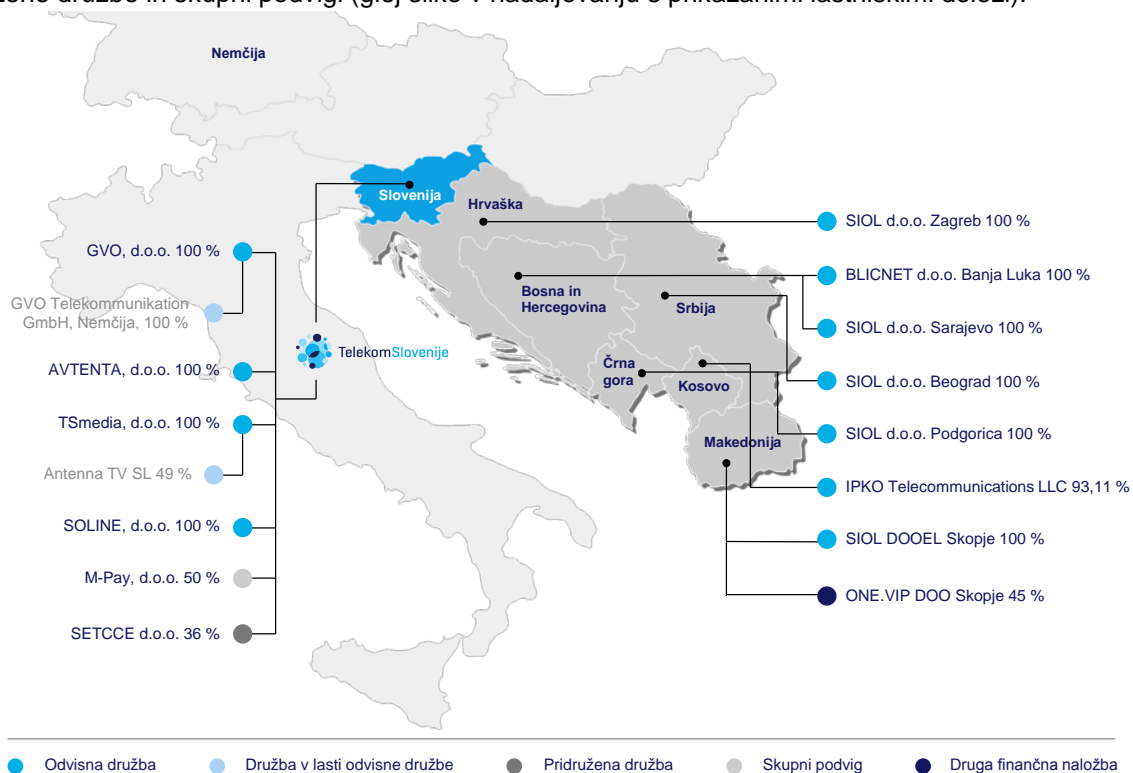 Nemčija
Slovenija
Hrvaška
Bosna in
Hercegovina
Srbija
Črna
gora
Kosovo
Makedonija
GVO, d.o.o. 100 %
GVO Telekommunikation
GmbH, Nemčija, 100 %
AVTENTA, d.o.o. 100 %
TSmedia, d.o.o. 100 %
Antenna TV SL 49 %
SOLINE, d.o.o. 100 %
M-Pay, d.o.o. 50 %
SETCCE d.o.o. 36 %
TelekomSlovenije
SIOL d.o.o. Zagreb 100 %
BLICNET d.o.o. Banja Luka 100 %
SIOL d.o.o. Sarajevo 100 %
SIOL d.o.o. Beograd 100 %
SIOL d.o.o. Podgorica 100 %
IPKO Telecommunications LLC 93,11 %
SIOL DOOEL Skopje 100 %
ONE.VIP DOO Skopje 45 %
Odvisna družba
Družba v lasti odvisne družbe
Pridružena družba
Skupni podvig
Druga finančna naložba